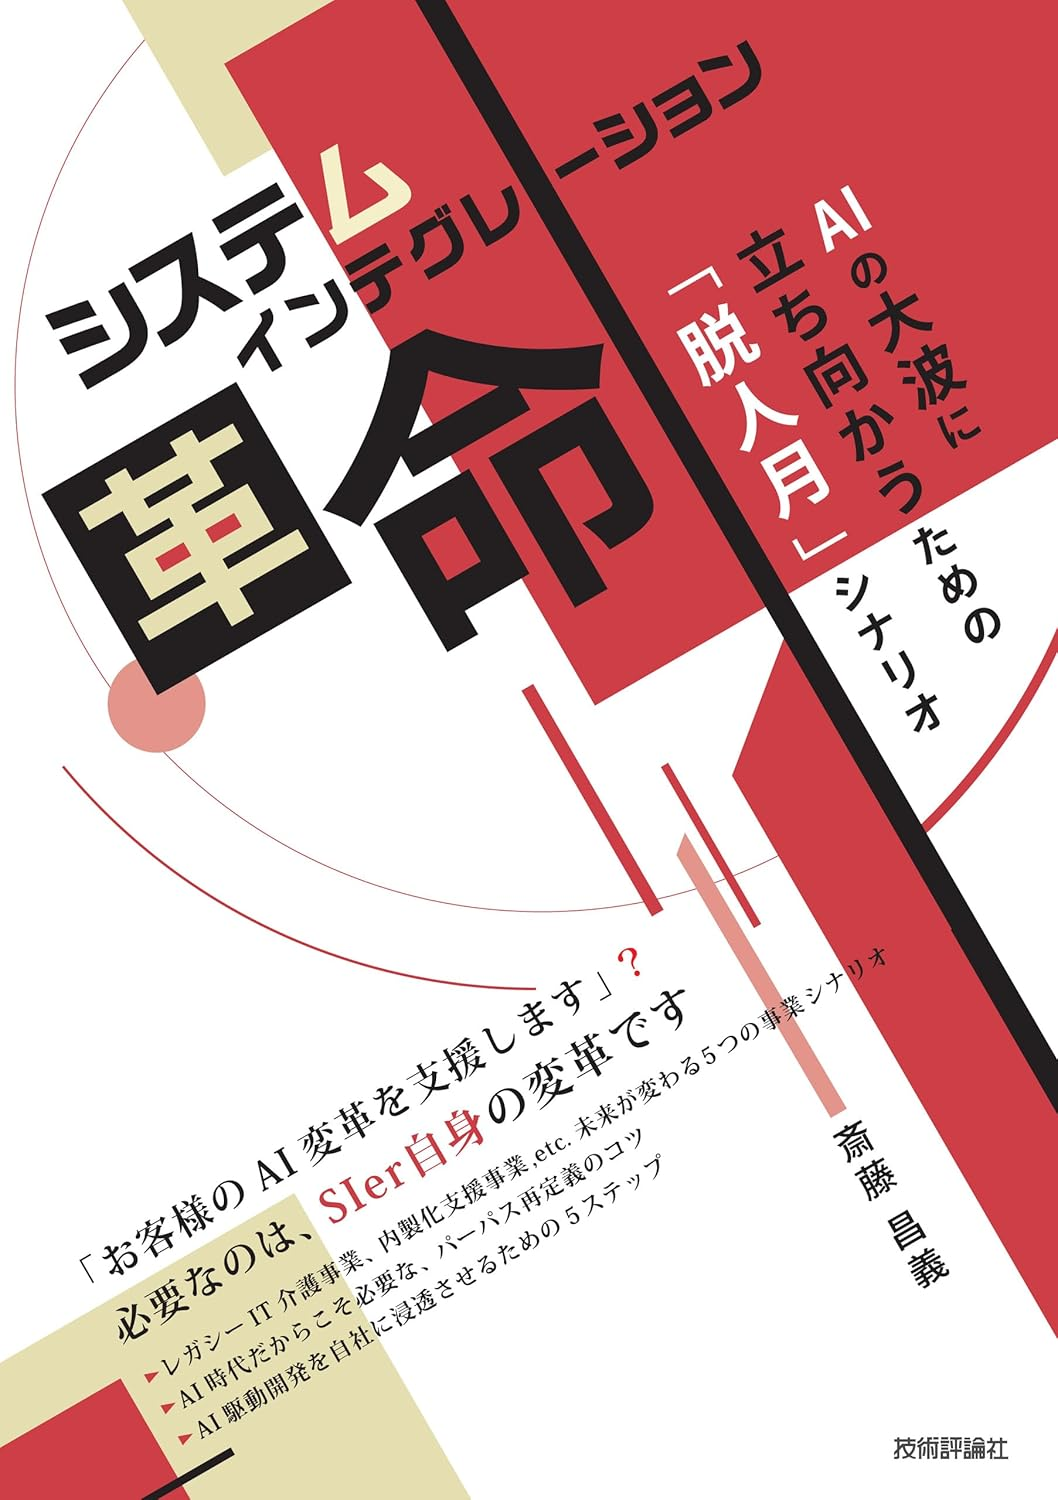 システム
インテグレーション
革命
AIの大波に
立ち向かうための
「脱人月」シナリオ
「お客様のAI変革を支援します」?
必要なのは、SIer自身の変革です
▶レガシーIT介護事業、内製化支援事業,etc.未来が変わる5つの事業シナリオ
▶AI時代だからこそ必要な、パーパス再定義のコツ
▶AI駆動開発を自社に浸透させるための5ステップ
斎藤 昌義
技術評論社